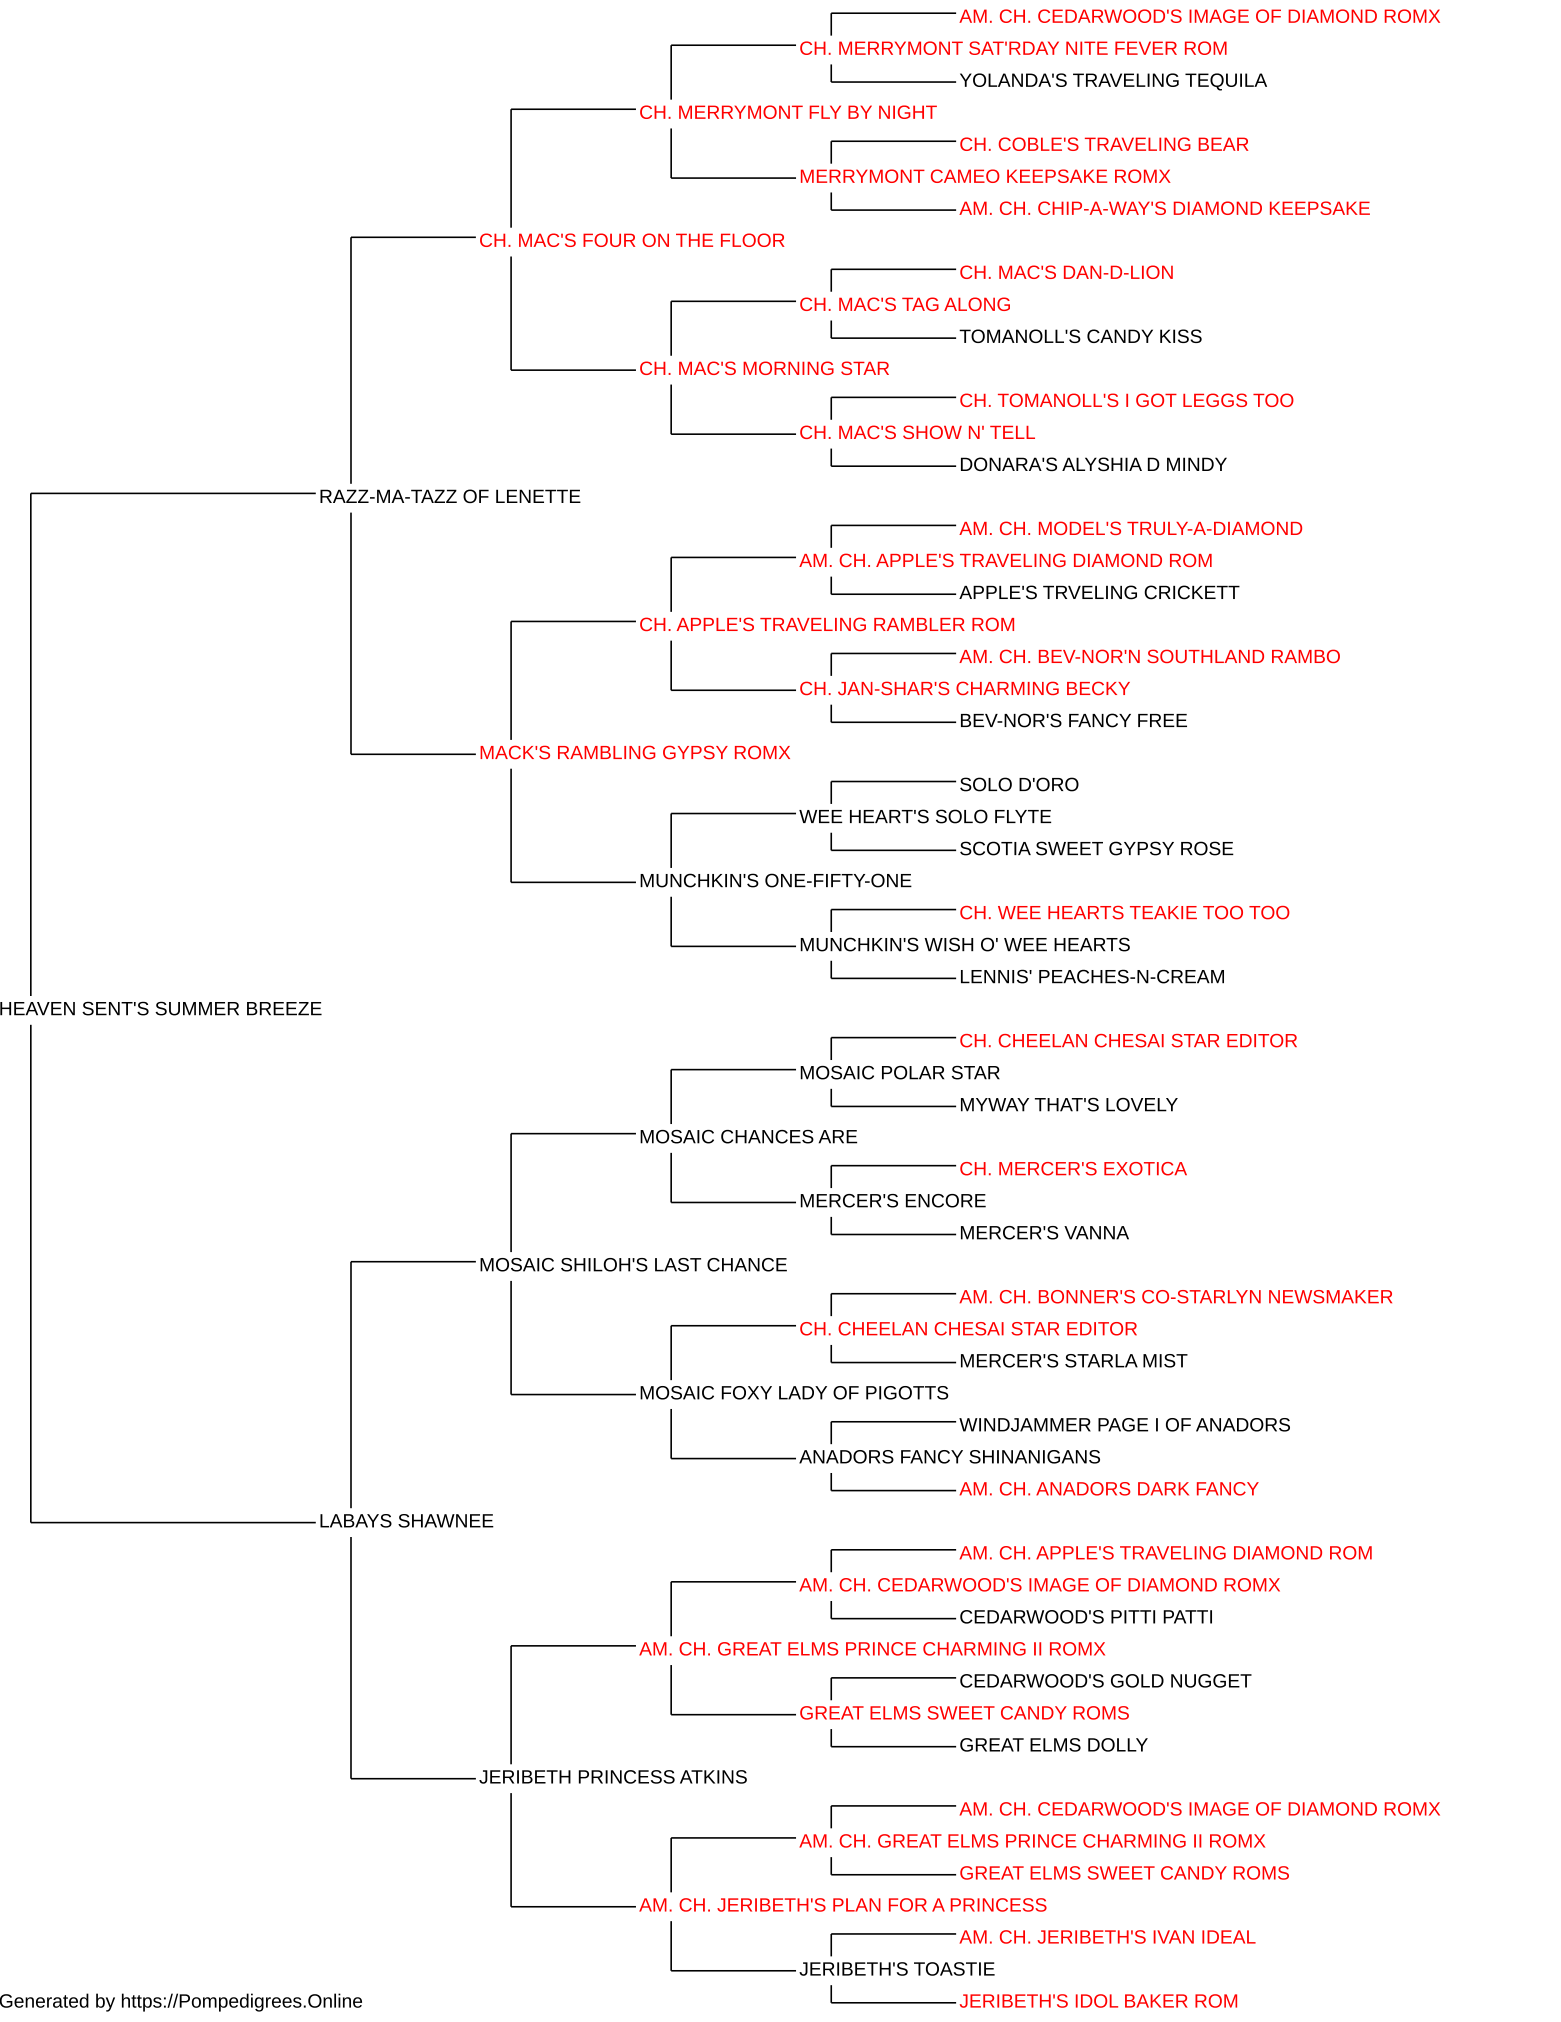 AM. CH. CEDARWOOD'S IMAGE OF DIAMOND ROMX
CH. MERRYMONT SAT'RDAY NITE FEVER ROM
YOLANDA'S TRAVELING TEQUILA
CH. MERRYMONT FLY BY NIGHT
CH. COBLE'S TRAVELING BEAR
MERRYMONT CAMEO KEEPSAKE ROMX
AM. CH. CHIP-A-WAY'S DIAMOND KEEPSAKE
CH. MAC'S FOUR ON THE FLOOR
CH. MAC'S DAN-D-LION
CH. MAC'S TAG ALONG
TOMANOLL'S CANDY KISS
CH. MAC'S MORNING STAR
CH. TOMANOLL'S I GOT LEGGS TOO
CH. MAC'S SHOW N' TELL
DONARA'S ALYSHIA D MINDY
RAZZ-MA-TAZZ OF LENETTE
AM. CH. MODEL'S TRULY-A-DIAMOND
AM. CH. APPLE'S TRAVELING DIAMOND ROM
APPLE'S TRVELING CRICKETT
CH. APPLE'S TRAVELING RAMBLER ROM
AM. CH. BEV-NOR'N SOUTHLAND RAMBO
CH. JAN-SHAR'S CHARMING BECKY
BEV-NOR'S FANCY FREE
MACK'S RAMBLING GYPSY ROMX
SOLO D'ORO
WEE HEART'S SOLO FLYTE
SCOTIA SWEET GYPSY ROSE
MUNCHKIN'S ONE-FIFTY-ONE
CH. WEE HEARTS TEAKIE TOO TOO
MUNCHKIN'S WISH O' WEE HEARTS
LENNIS' PEACHES-N-CREAM
HEAVEN SENT'S SUMMER BREEZE
CH. CHEELAN CHESAI STAR EDITOR
MOSAIC POLAR STAR
MYWAY THAT'S LOVELY
MOSAIC CHANCES ARE
CH. MERCER'S EXOTICA
MERCER'S ENCORE
MERCER'S VANNA
MOSAIC SHILOH'S LAST CHANCE
AM. CH. BONNER'S CO-STARLYN NEWSMAKER
CH. CHEELAN CHESAI STAR EDITOR
MERCER'S STARLA MIST
MOSAIC FOXY LADY OF PIGOTTS
WINDJAMMER PAGE I OF ANADORS
ANADORS FANCY SHINANIGANS
AM. CH. ANADORS DARK FANCY
LABAYS SHAWNEE
AM. CH. APPLE'S TRAVELING DIAMOND ROM
AM. CH. CEDARWOOD'S IMAGE OF DIAMOND ROMX
CEDARWOOD'S PITTI PATTI
AM. CH. GREAT ELMS PRINCE CHARMING II ROMX
CEDARWOOD'S GOLD NUGGET
GREAT ELMS SWEET CANDY ROMS
GREAT ELMS DOLLY
JERIBETH PRINCESS ATKINS
AM. CH. CEDARWOOD'S IMAGE OF DIAMOND ROMX
AM. CH. GREAT ELMS PRINCE CHARMING II ROMX
GREAT ELMS SWEET CANDY ROMS
AM. CH. JERIBETH'S PLAN FOR A PRINCESS
AM. CH. JERIBETH'S IVAN IDEAL
JERIBETH'S TOASTIE
JERIBETH'S IDOL BAKER ROM
Generated by https://Pompedigrees.Online